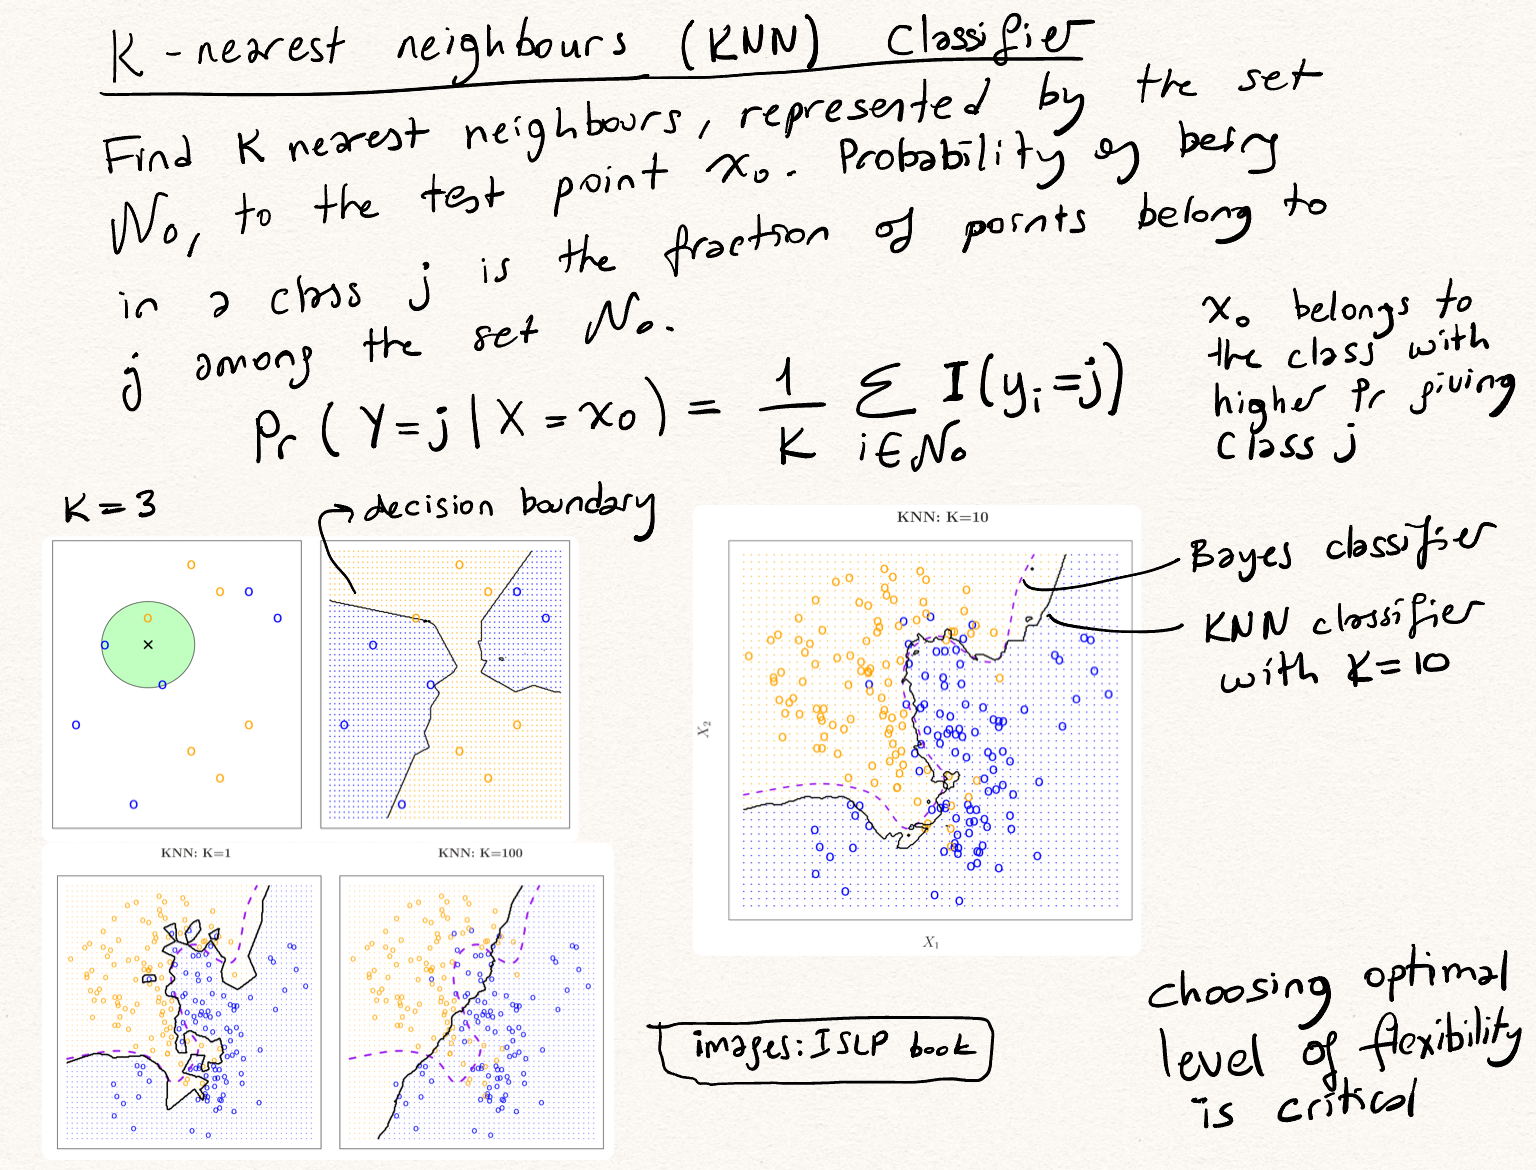 K-nearest neighbours (KNN) Classifier
Find K nearest neighbours, represented by the set
N₀, to the test point x₀. Probability of being
in a class j is the fraction of points belong to
j among the set N₀.
Pr (Y=j | X=x₀) = 1/K Σ i∈N₀ I(yᵢ=j)
x₀ belongs to
the class with
higher Pr giving
Class j
K=3
decision boundary
KNN: K=10
X₂
X₁
Bayes classifier
KNN classifier
with K=10
KNN: K=1
KNN: K=100
images: ISLP book
choosing optimal
level of flexibility
is critical